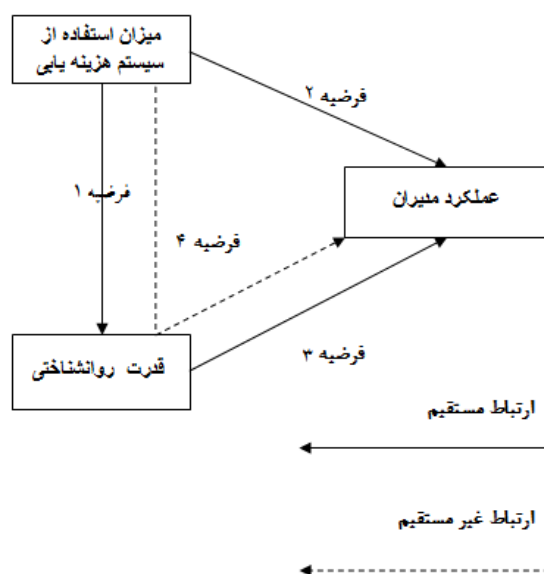 میزان استفاده از
سیستم هزینه یابی
فرضیه ۲
فرضیه ۱
عملکرد مدیران
فرضیه ۴
فرضیه ۳
قدرت روانشناختی
ارتباط مستقیم
ارتباط غیر مستقیم